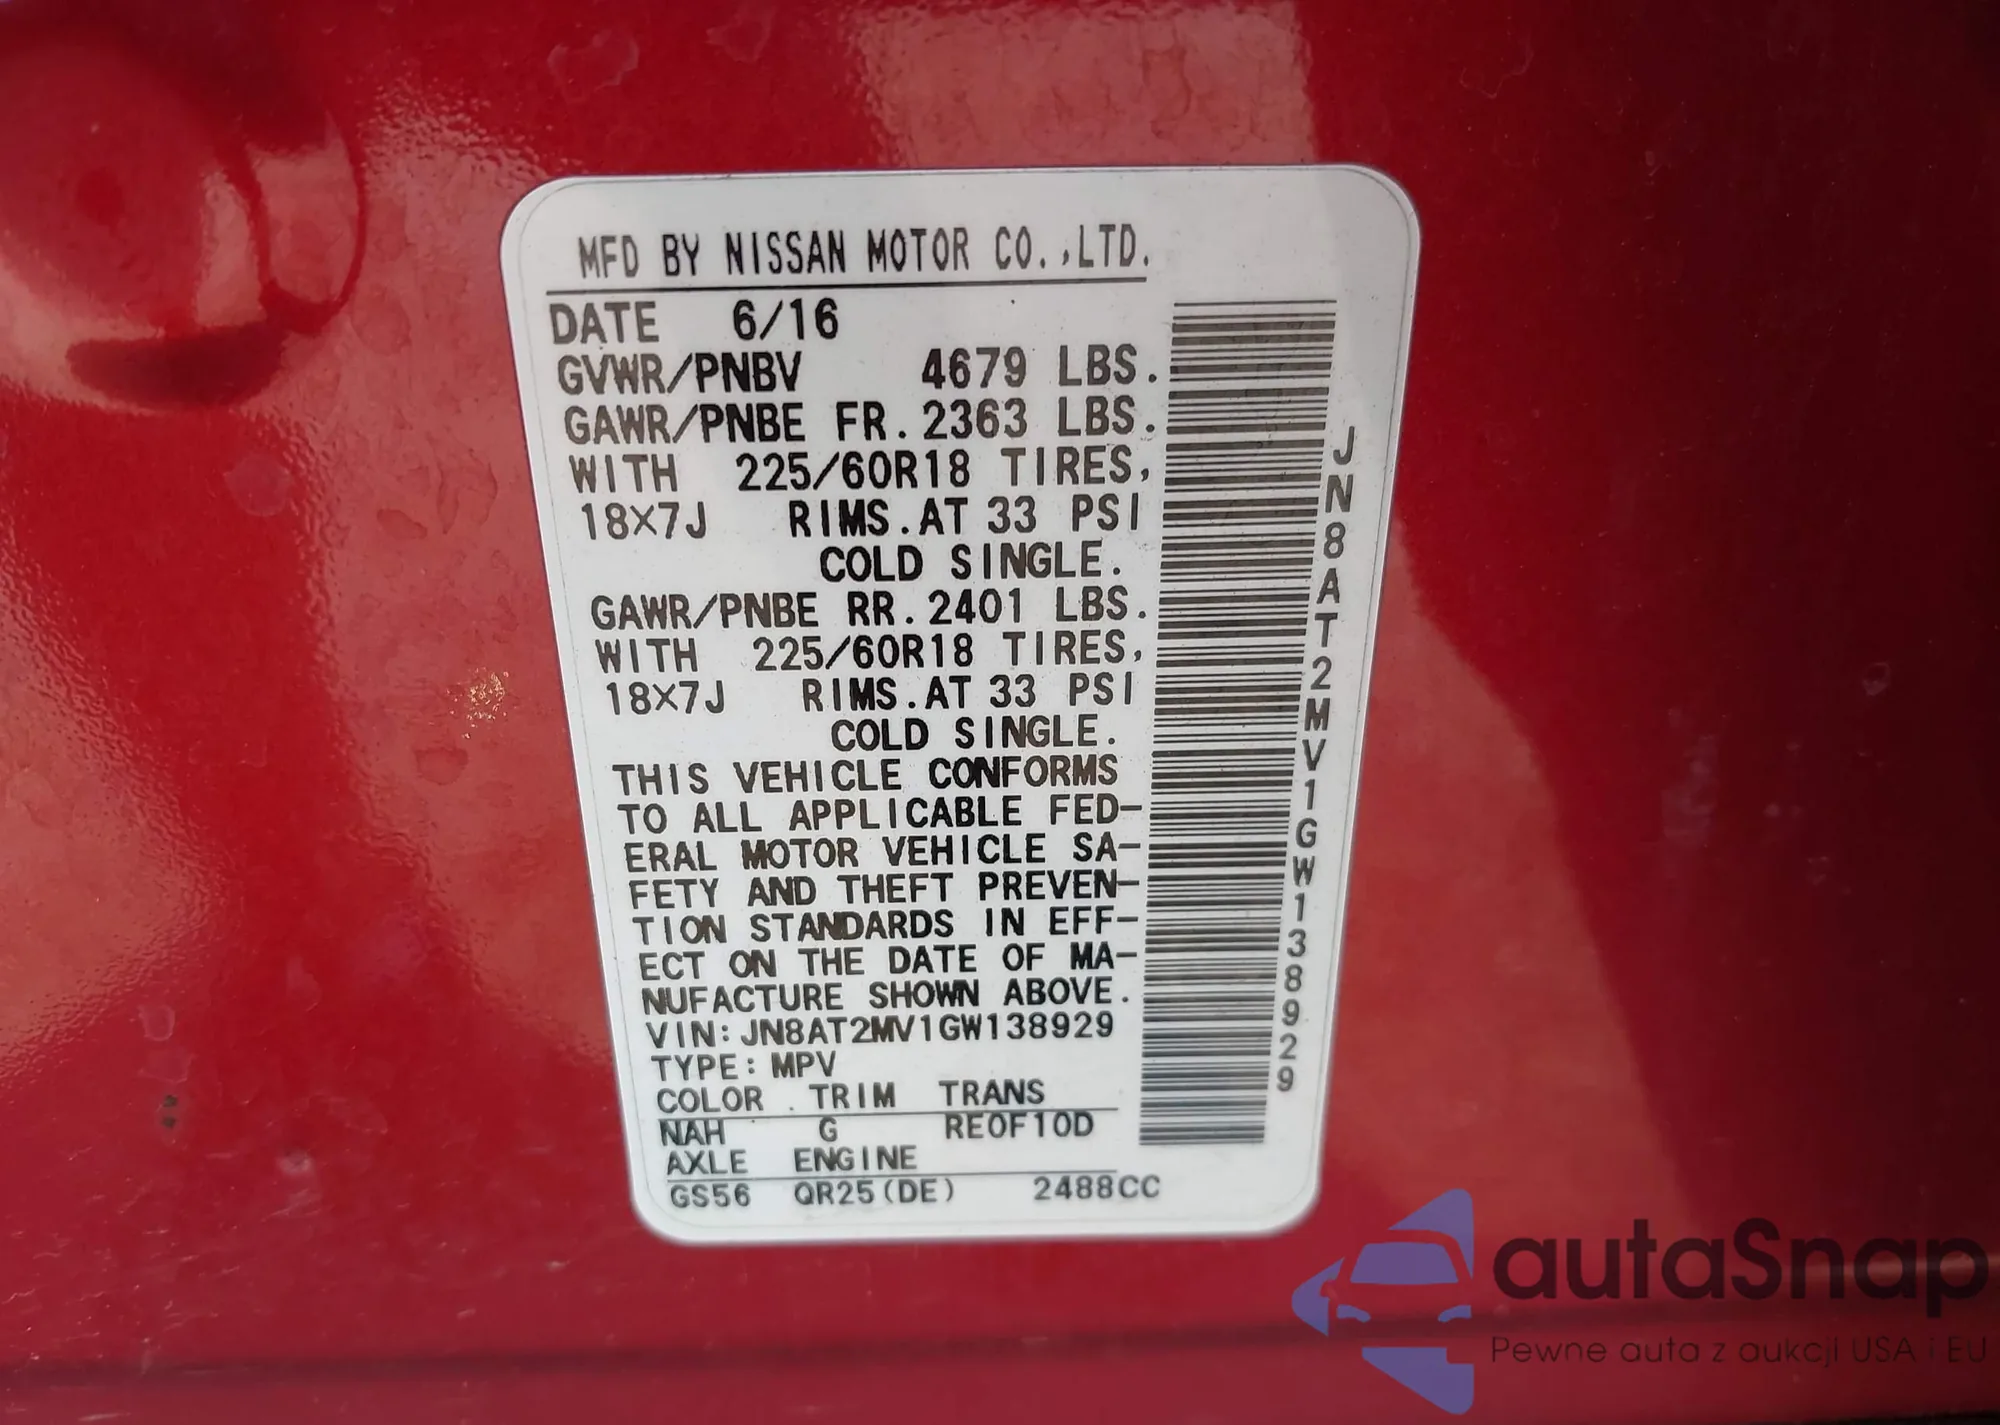 MFD BY NISSAN MOTOR CO.,LTD.
DATE 6/16
GVWR/PNBV 4679 LBS.
GAWR/PNBE FR. 2363 LBS.
WITH 225/60R18 TIRES,
18X7J RIMS. AT 33 PSI
COLD SINGLE.
GAWR/PNBE RR. 2401 LBS.
WITH 225/60R18 TIRES,
18X7J RIMS. AT 33 PSI
COLD SINGLE.
THIS VEHICLE CONFORMS
TO ALL APPLICABLE FED-
ERAL MOTOR VEHICLE SA-
FETY AND THEFT PREVEN-
TION STANDARDS IN EFF-
ECT ON THE DATE OF MA-
NUFACTURE SHOWN ABOVE.
VIN: JN8AT2MV1GW138929
TYPE: MPV
COLOR TRIM TRANS
NAH G RE0F10D
AXLE ENGINE
GS56 QR25(DE) 2488CC
JN8AT2MV1GW138929
autaSnap
Pewne auta z aukcji USA i EU